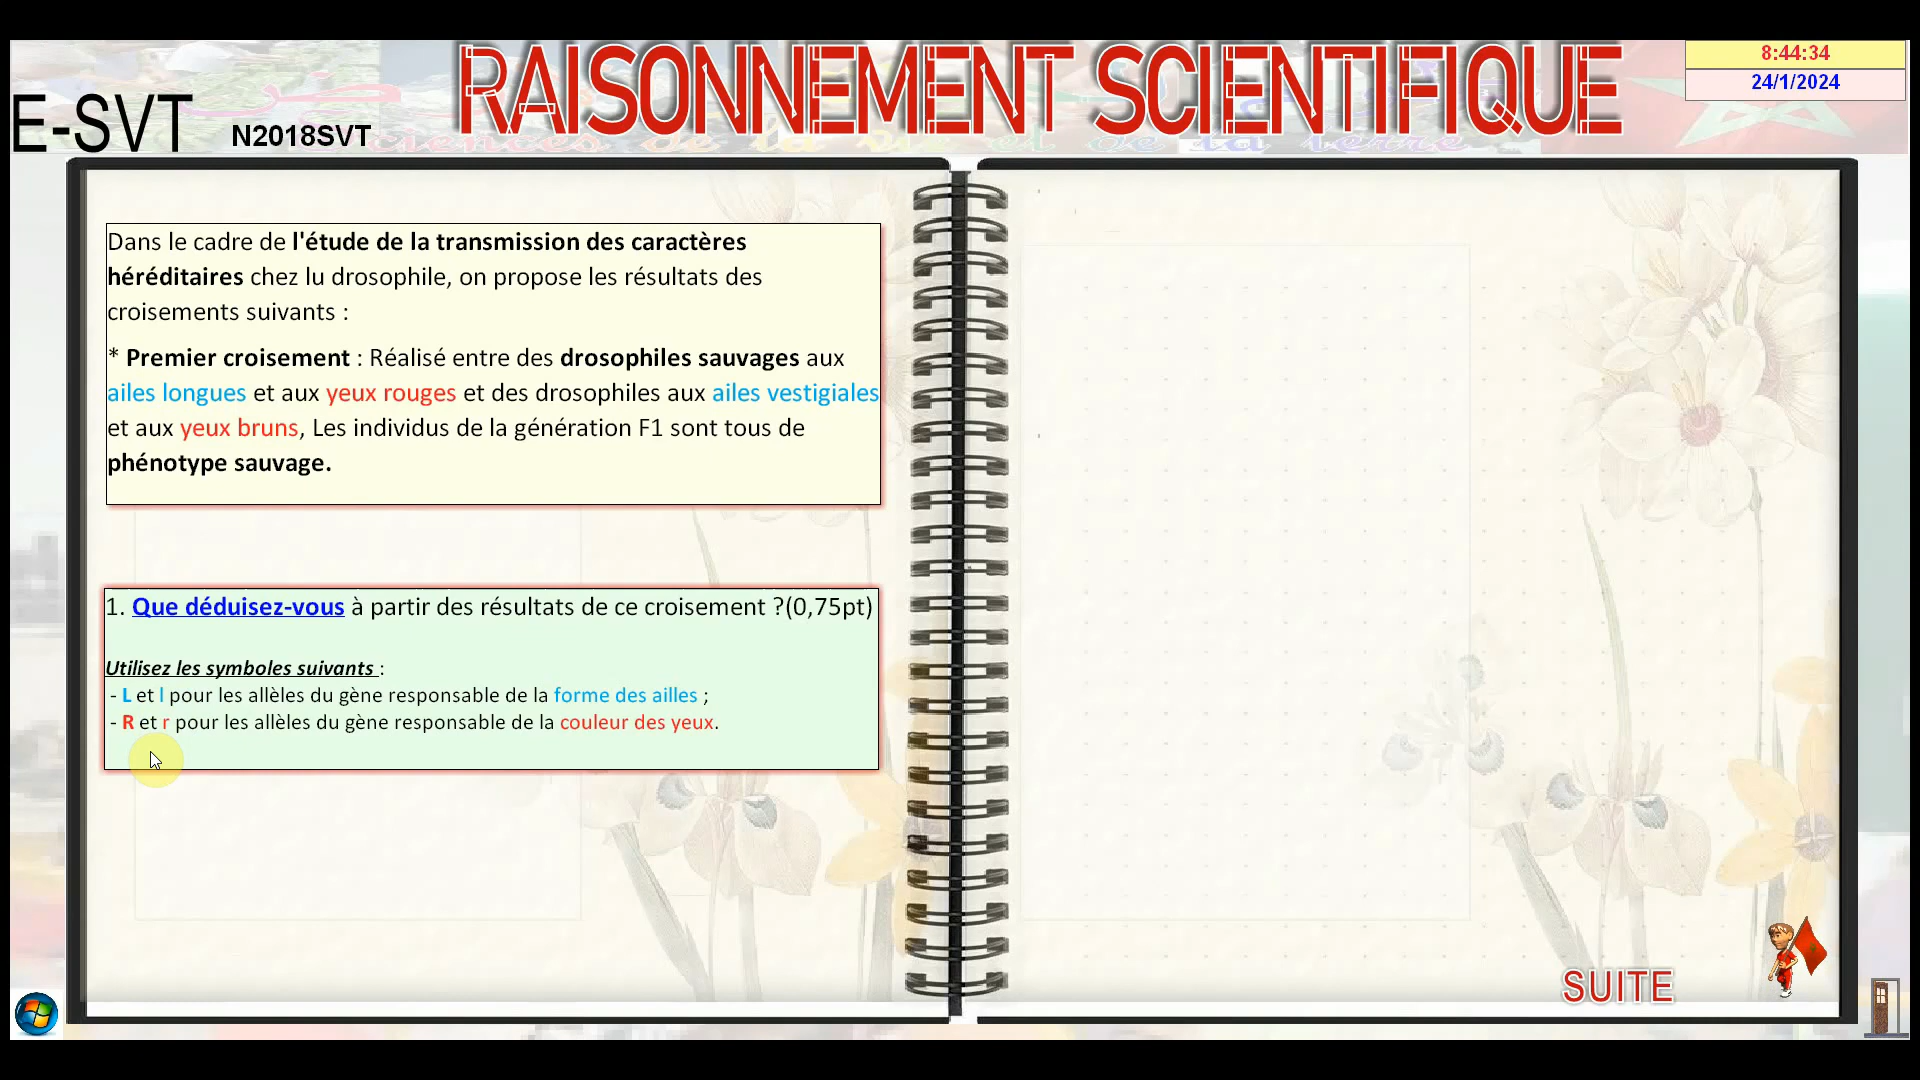 RAISONNEMENT SCIENTIFIQUE
8:44:34
24/1/2024
E-SVT
N2018SVT
Dans le cadre de l'étude de la transmission des caractères
héréditaires chez lu drosophile, on propose les résultats des
croisements suivants :
* Premier croisement : Réalisé entre des drosophiles sauvages aux
ailes longues et aux yeux rouges et des drosophiles aux ailes vestigiales
et aux yeux bruns, Les individus de la génération F1 sont tous de
phénotype sauvage.
1. Que déduisez-vous à partir des résultats de ce croisement ?(0,75pt)
Utilisez les symboles suivants :
- L et l pour les allèles du gène responsable de la forme des ailles ;
- R et r pour les allèles du gène responsable de la couleur des yeux.
SUITE